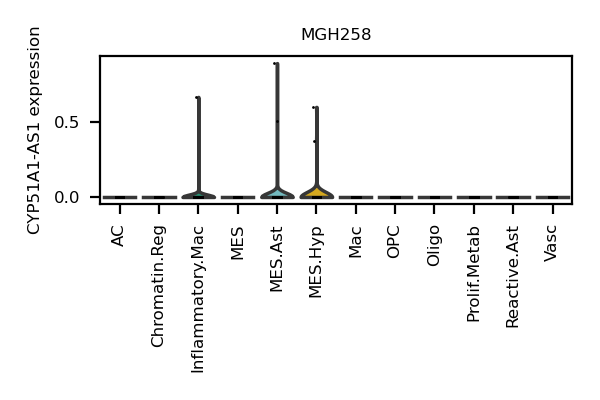 MGH258
CYP51A1-AS1 expression
0.5
0.0
AC
Chromatin.Reg
Inflammatory.Mac
MES
MES.Ast
MES.Hyp
Mac
OPC
Oligo
Prolif.Metab
Reactive.Ast
Vasc